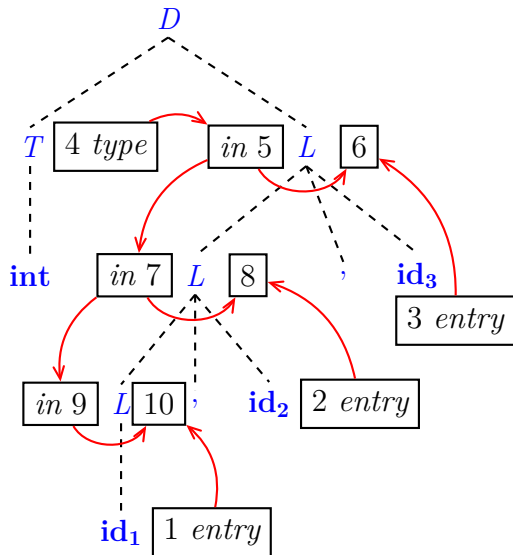 D
T 4 type in 5 L 6
int in 7 L 8 , id₃
3 entry
in 9 L 10 , id₂ 2 entry
id₁ 1 entry